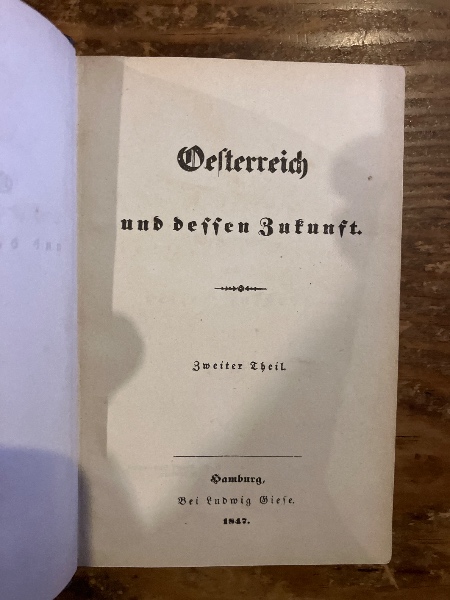 Oesterreich
und dessen Zukunft.
Zweiter Theil.
Hamburg,
Bei Ludwig Giese.
1847.